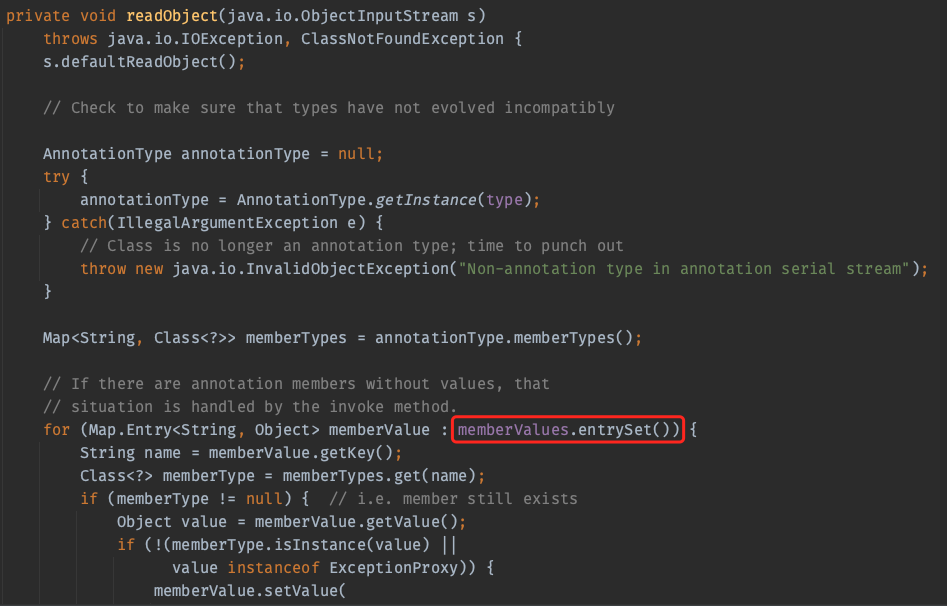 private void readObject(java.io.ObjectInputStream s)
    throws java.io.IOException, ClassNotFoundException {
    s.defaultReadObject();

    // Check to make sure that types have not evolved incompatibly

    AnnotationType annotationType = null;
    try {
        annotationType = AnnotationType.getInstance(type);
    } catch(IllegalArgumentException e) {
        // Class is no longer an annotation type; time to punch out
        throw new java.io.InvalidObjectException("Non-annotation type in annotation serial stream");
    }

    Map<String, Class<?>> memberTypes = annotationType.memberTypes();

    // If there are annotation members without values, that
    // situation is handled by the invoke method.
    for (Map.Entry<String, Object> memberValue : memberValues.entrySet()) {
        String name = memberValue.getKey();
        Class<?> memberType = memberTypes.get(name);
        if (memberType != null) {  // i.e. member still exists
            Object value = memberValue.getValue();
            if (!(memberType.isInstance(value) ||
                  value instanceof ExceptionProxy)) {
                memberValue.setValue(